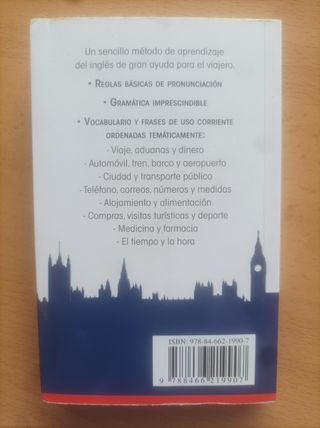 Un sencillo método de aprendizaje
del inglés de gran ayuda para el viajero.
• REGLAS BÁSICAS DE PRONUNCIACIÓN
• GRAMÁTICA IMPRESCINDIBLE
• VOCABULARIO Y FRASES DE USO CORRIENTE
ORDENADAS TEMÁTICAMENTE:
- Viaje, aduanas y dinero
- Automóvil, tren, barco y aeropuerto
- Ciudad y transporte público
- Teléfono, correos, números y medidas
- Alojamiento y alimentación
- Compras, visitas turísticas y deporte
- Medicina y farmacia
- El tiempo y la hora
ISBN: 978-84-662-1990-7
9 788466 219907